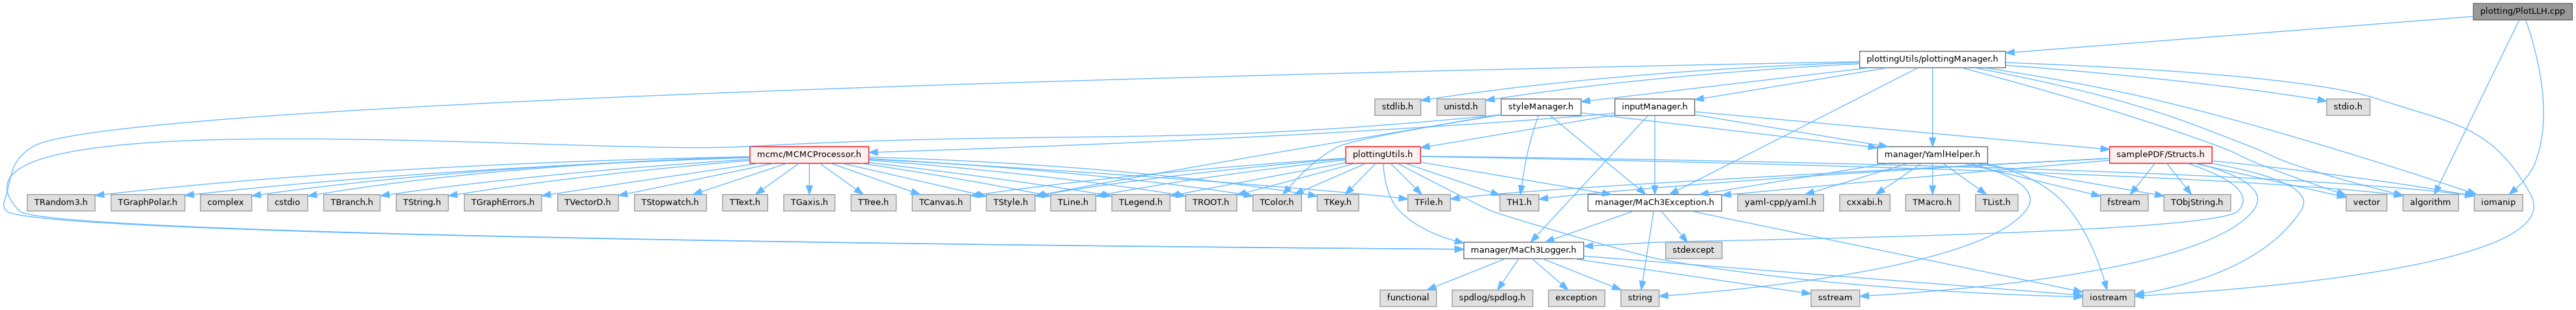 plotting/PlotLLH.cpp
plottingUtils/plottingManager.h
stdlib.h
unistd.h
styleManager.h
inputManager.h
stdio.h
mcmc/MCMCProcessor.h
plottingUtils.h
manager/YamlHelper.h
samplePDF/Structs.h
TRandom3.h
TGraphPolar.h
complex
cstdio
TBranch.h
TString.h
TGraphErrors.h
TVectorD.h
TStopwatch.h
TText.h
TGaxis.h
TTree.h
TCanvas.h
TStyle.h
TLine.h
TLegend.h
TROOT.h
TColor.h
TKey.h
TFile.h
TH1.h
manager/MaCh3Exception.h
yaml-cpp/yaml.h
cxxabi.h
TMacro.h
TList.h
fstream
TObjString.h
vector
algorithm
iomanip
manager/MaCh3Logger.h
stdexcept
functional
spdlog/spdlog.h
exception
string
sstream
iostream